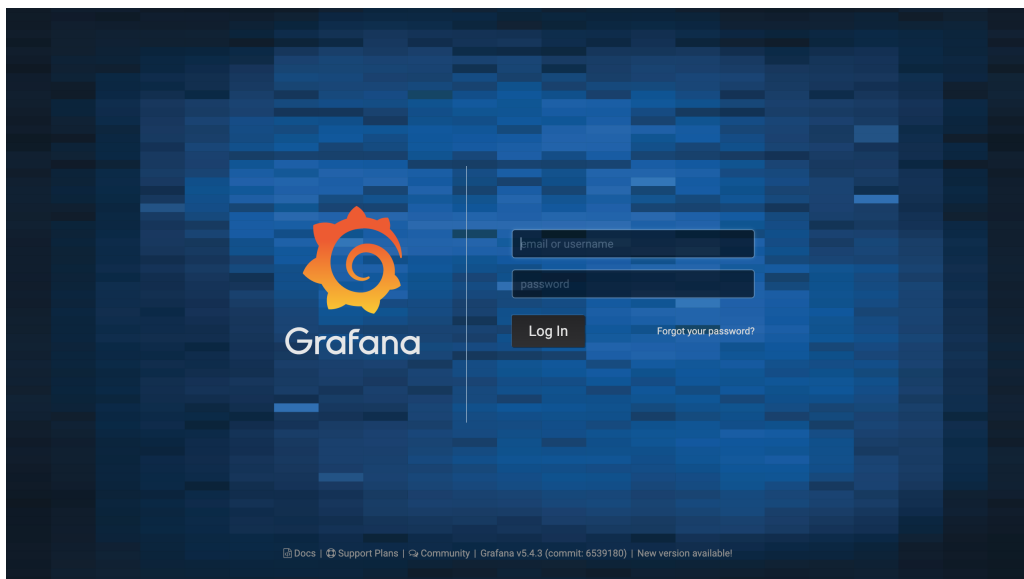 Grafana
email or username
password
Log In
Forgot your password?
Docs | Support Plans | Community | Grafana v5.4.3 (commit: 6539180) | New version available!